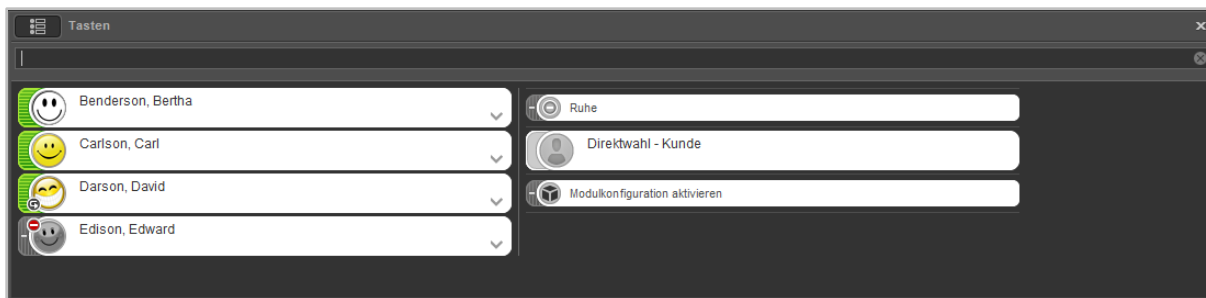 Tasten
Benderson, Bertha
Carlson, Carl
Darson, David
Edison, Edward
Ruhe
Direktwahl - Kunde
Modulkonfiguration aktivieren